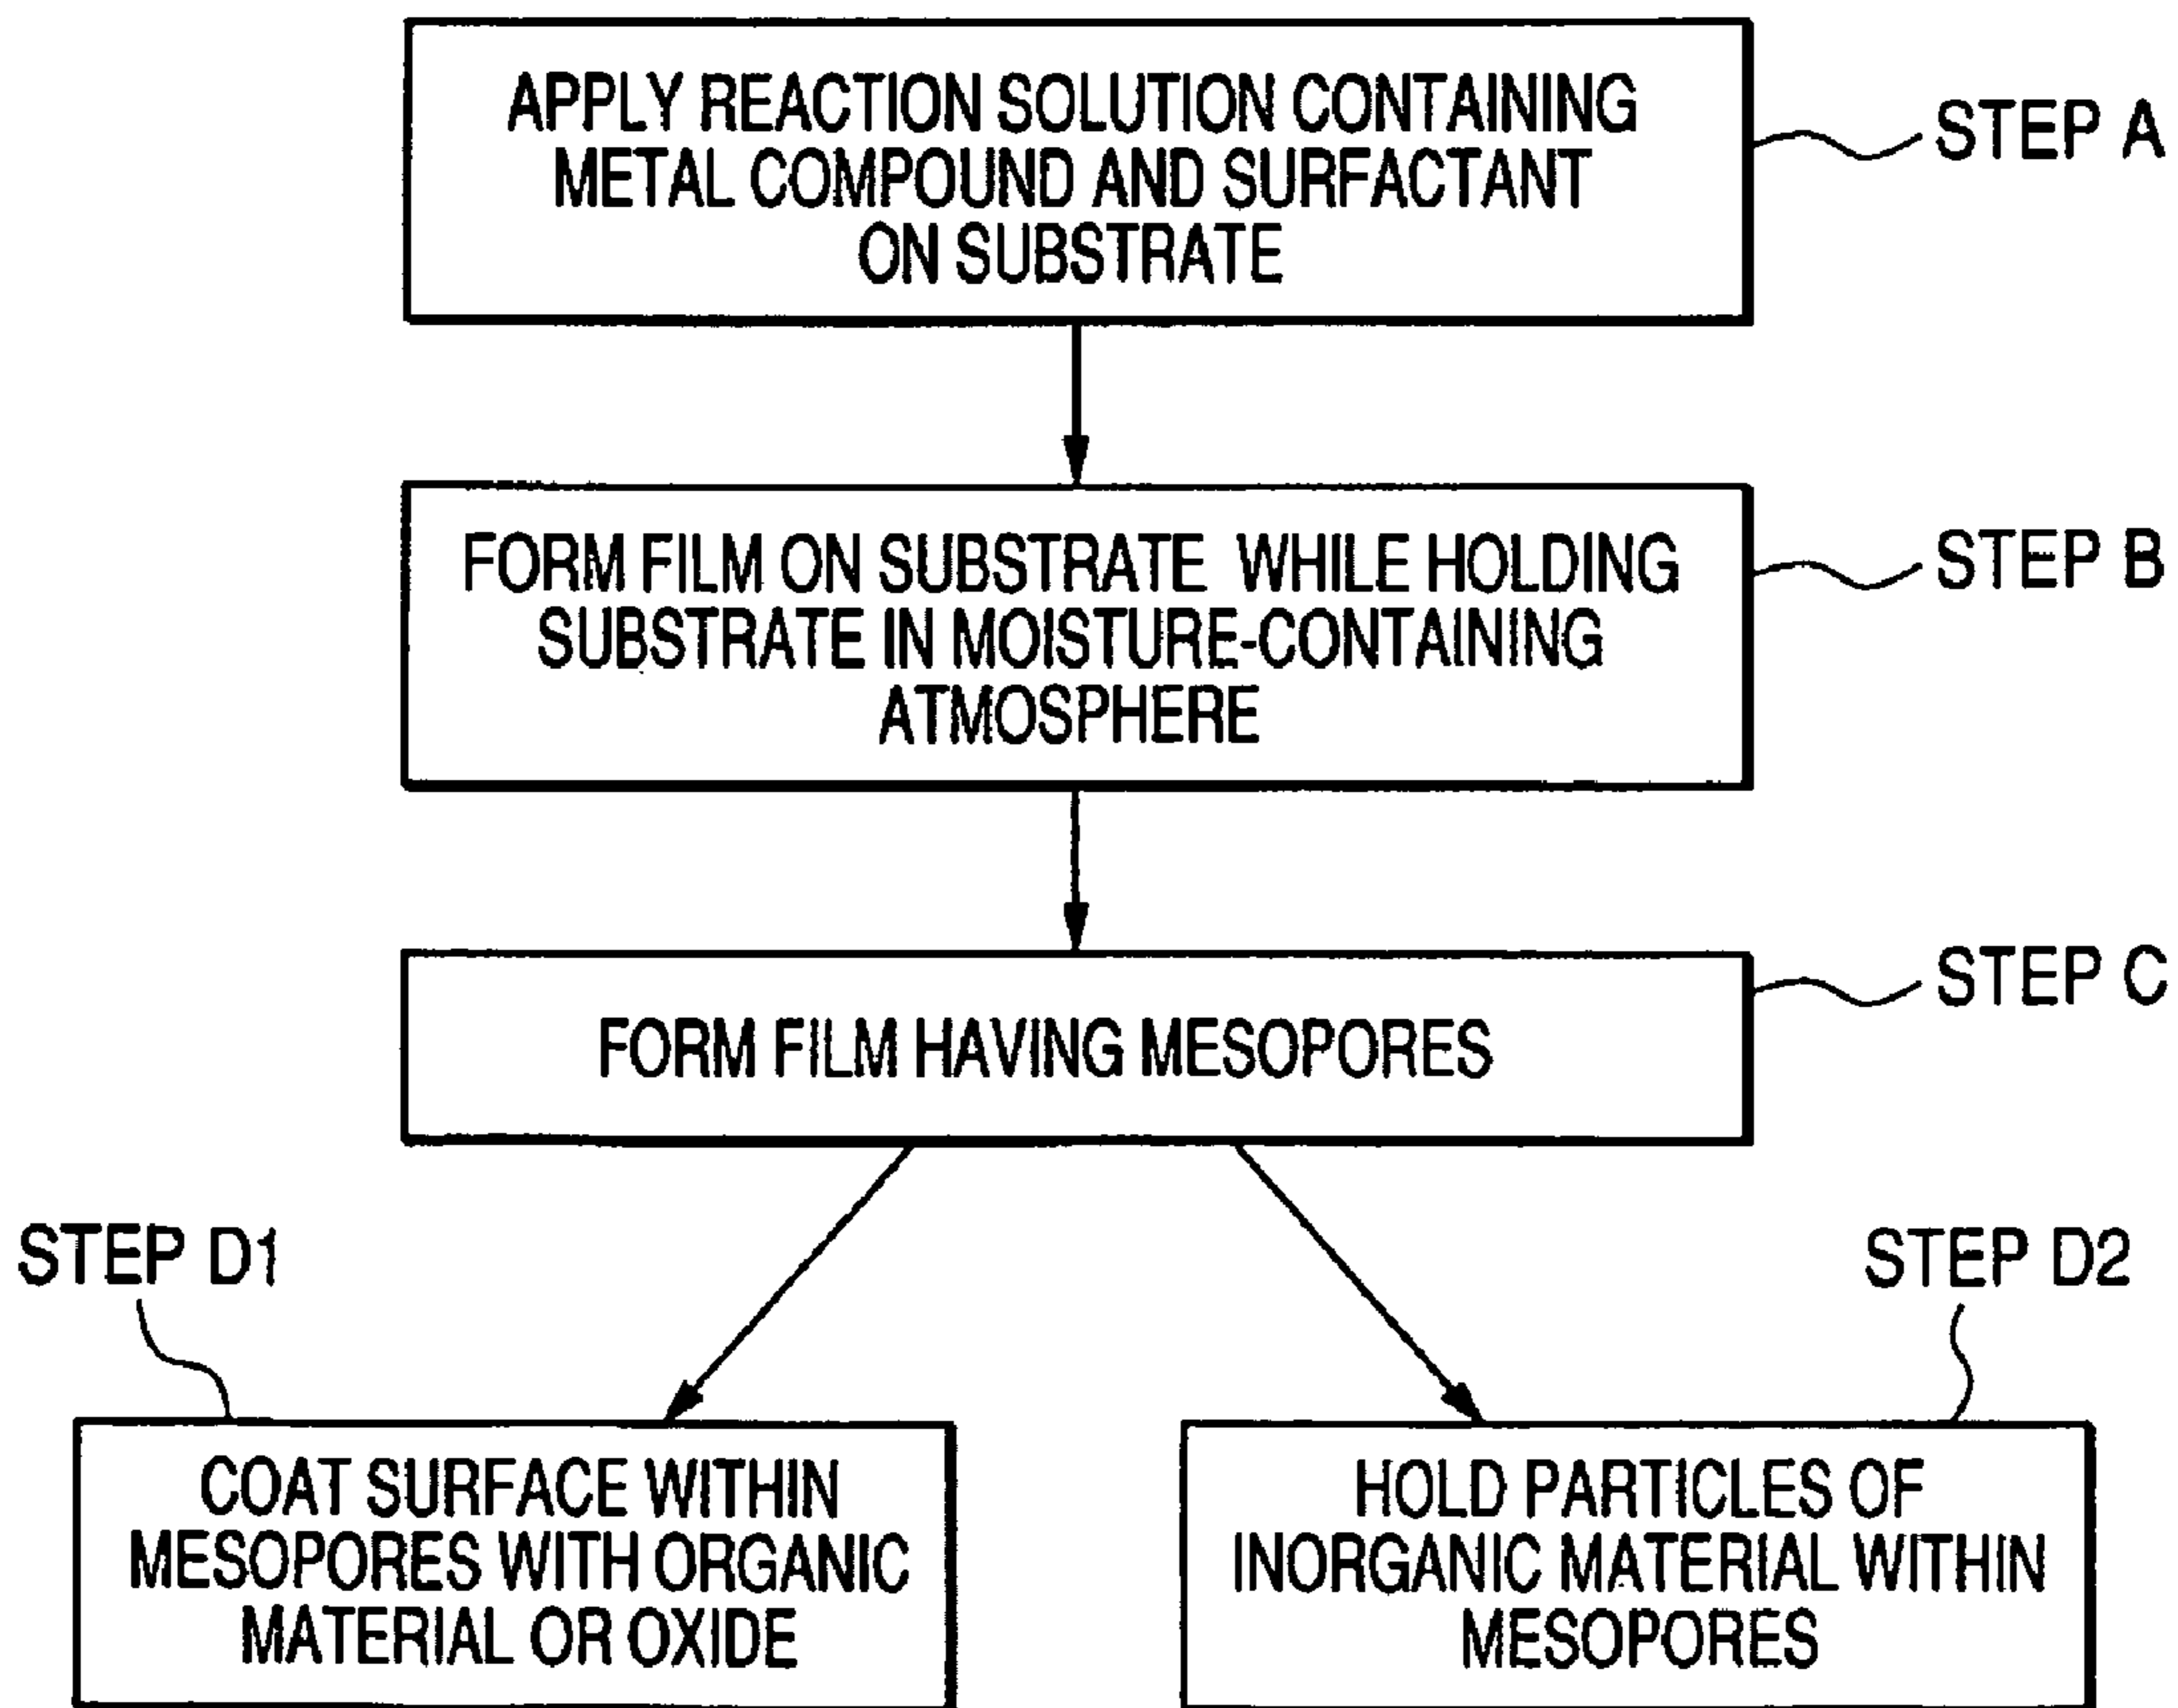 APPLY REACTION SOLUTION CONTAINING
METAL COMPOUND AND SURFACTANT
ON SUBSTRATE
STEP A
FORM FILM ON SUBSTRATE WHILE HOLDING
SUBSTRATE IN MOISTURE-CONTAINING
ATMOSPHERE
STEP B
FORM FILM HAVING MESOPORES
STEP C
STEP D1
COAT SURFACE WITHIN
MESOPORES WITH ORGANIC
MATERIAL OR OXIDE
STEP D2
HOLD PARTICLES OF
INORGANIC MATERIAL WITHIN
MESOPORES